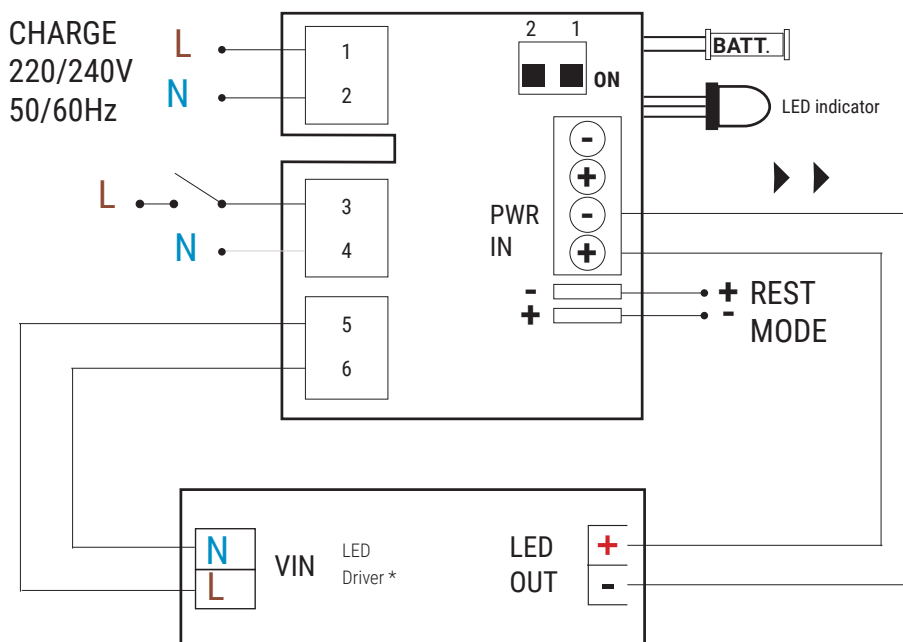 CHARGE
220/240V
50/60Hz
L
N
1
2
2 1
ON
BATT.
LED indicator
L
N
3
4
PWR
IN
-
+
-
+
-
+
+
-
REST
MODE
5
6
N
L
VIN
LED
Driver *
LED
OUT
+
-